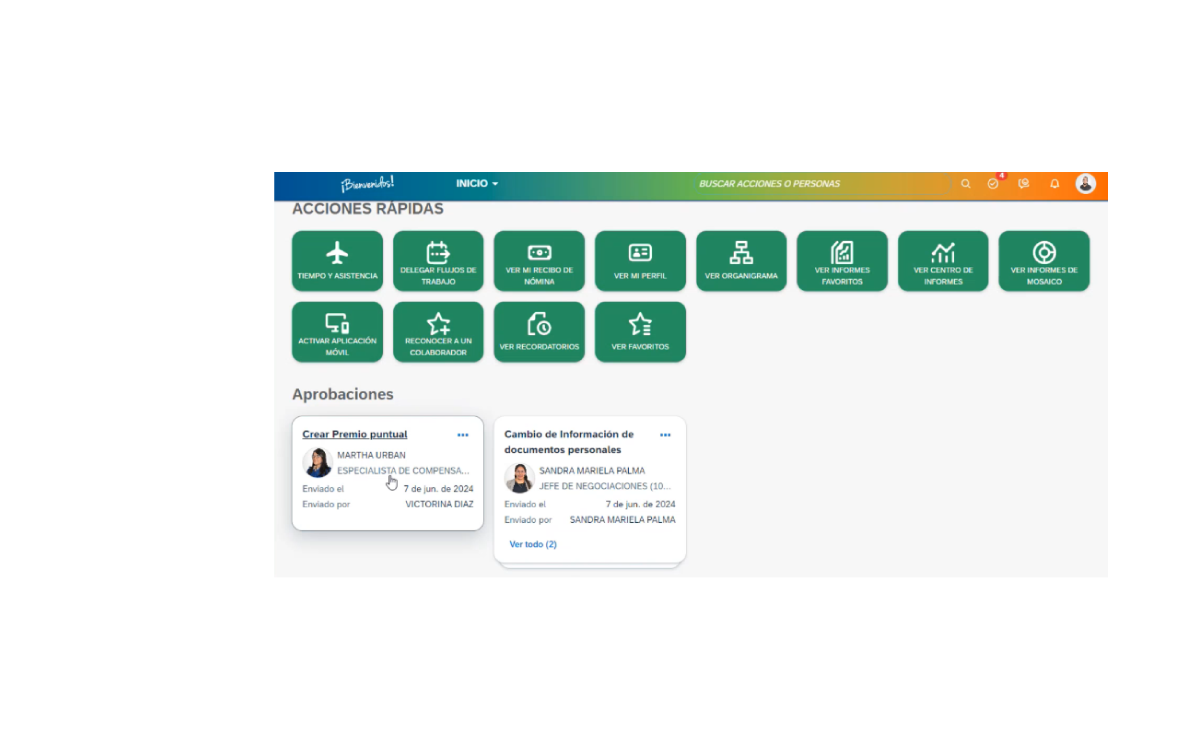 ¡Bienvenidos!
INICIO
BUSCAR ACCIONES O PERSONAS
4
ACCIONES RÁPIDAS
TIEMPO Y ASISTENCIA
DELEGAR FLUJOS DE
TRABAJO
VER MI RECIBO DE
NÓMINA
VER MI PERFIL
VER ORGANIGRAMA
VER INFORMES
FAVORITOS
VER CENTRO DE
INFORMES
VER INFORMES DE
MOSAICO
ACTIVAR APLICACIÓN
MÓVIL
RECONOCER A UN
COLABORADOR
VER RECORDATORIOS
VER FAVORITOS
Aprobaciones
Crear Premio puntual
MARTHA URBAN
ESPECIALISTA DE COMPENSA...
Enviado el 7 de jun. de 2024
Enviado por VICTORINA DIAZ
Cambio de Información de
documentos personales
SANDRA MARIELA PALMA
JEFE DE NEGOCIACIONES (10...
Enviado el 7 de jun. de 2024
Enviado por SANDRA MARIELA PALMA
Ver todo (2)